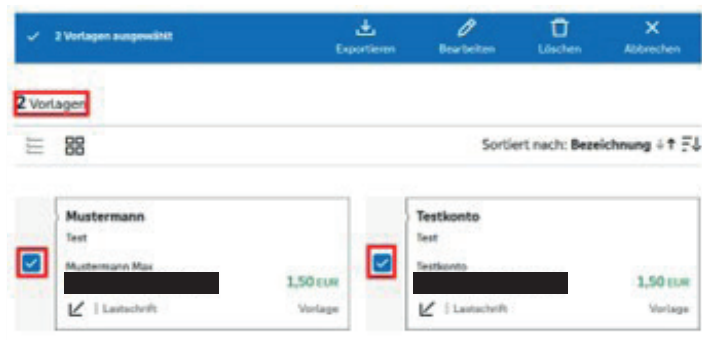 2 Vorlagen ausgewählt
Exportieren
Bearbeiten
Löschen
Abbrechen
2 Vorlagen
Sortiert nach: Bezeichnung
Mustermann
Test
Mustermann Max
1,50 EUR
Lastschrift
Vorlage
Testkonto
Test
Testkonto
1,50 EUR
Lastschrift
Vorlage